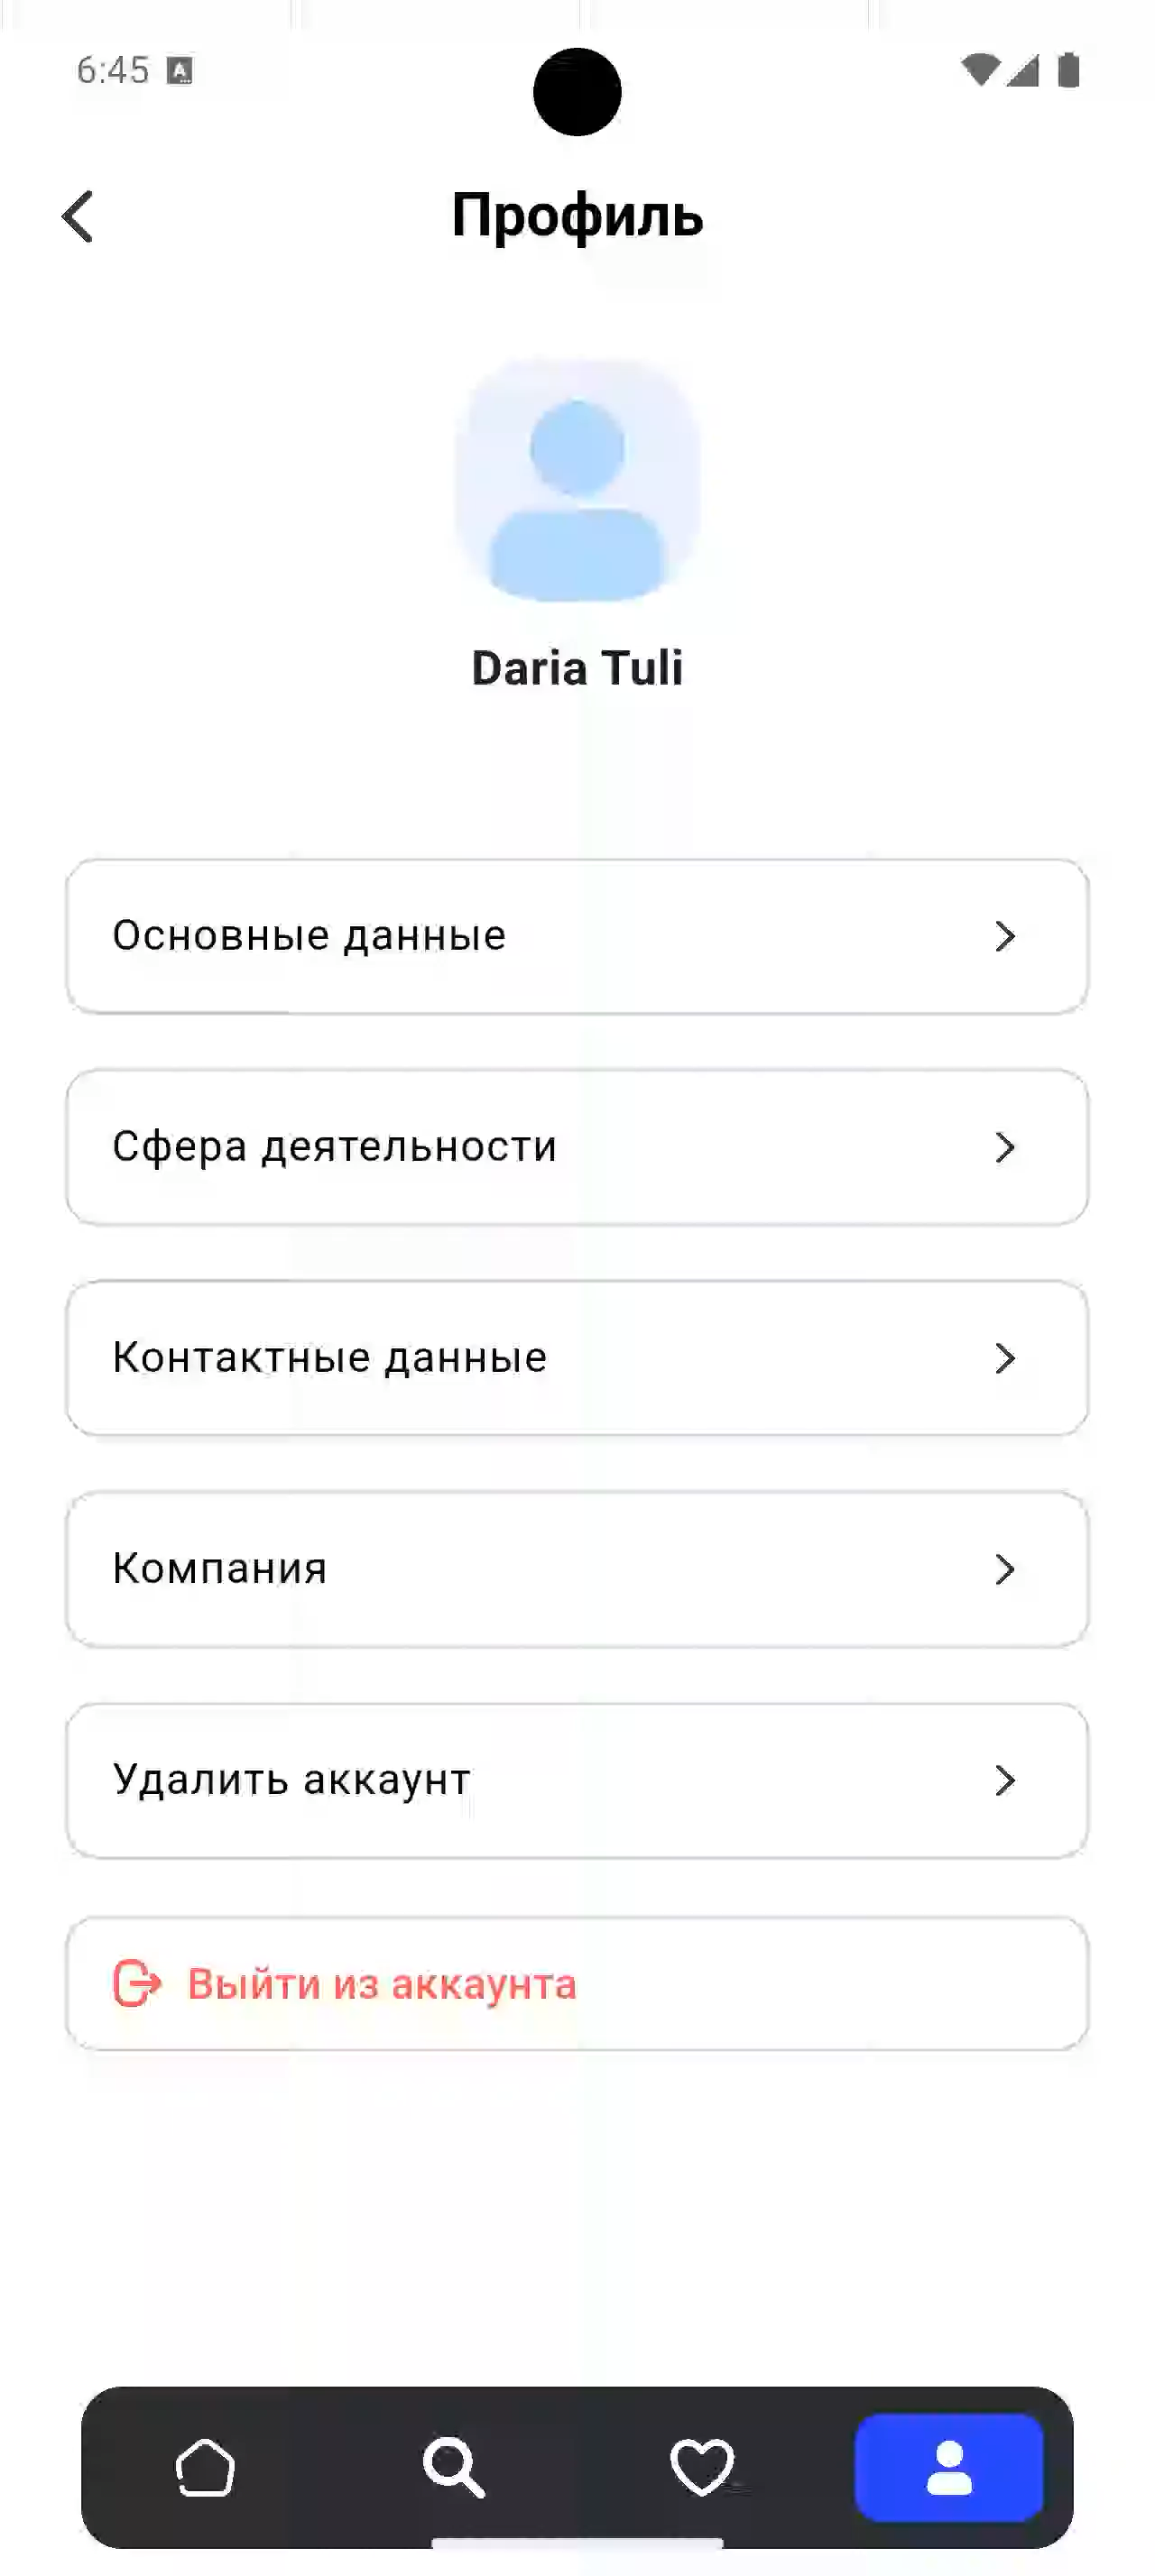 6:45
Профиль
Daria Tuli
Основные данные
Сфера деятельности
Контактные данные
Компания
Удалить аккаунт
Выйти из аккаунта